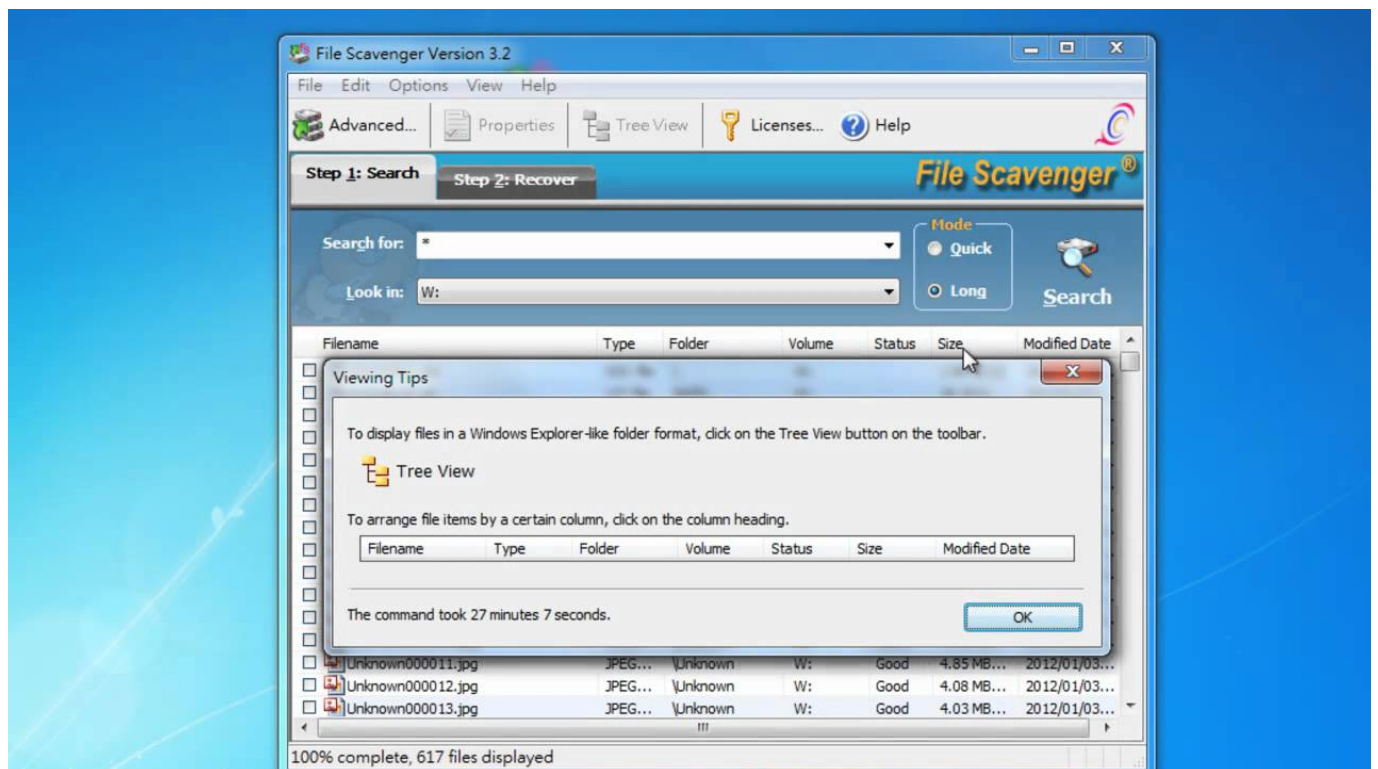 File Scavenger Version 3.2
File Edit Options View Help
Advanced... Properties Tree View Licenses... Help
Step 1: Search Step 2: Recover File Scavenger ®
Mode
Search for: * Quick
Look in: W: Long Search
Filename Type Folder Volume Status Size Modified Date
Viewing Tips
To display files in a Windows Explorer-like folder format, click on the Tree View button on the toolbar.
Tree View
To arrange file items by a certain column, click on the column heading.
Filename Type Folder Volume Status Size Modified Date
The command took 27 minutes 7 seconds. OK
Unknown000011.jpg JPEG... \Unknown W: Good 4.85 MB... 2012/01/03...
Unknown000012.jpg JPEG... \Unknown W: Good 4.08 MB... 2012/01/03...
Unknown000013.jpg JPEG... \Unknown W: Good 4.03 MB... 2012/01/03...
100% complete, 617 files displayed